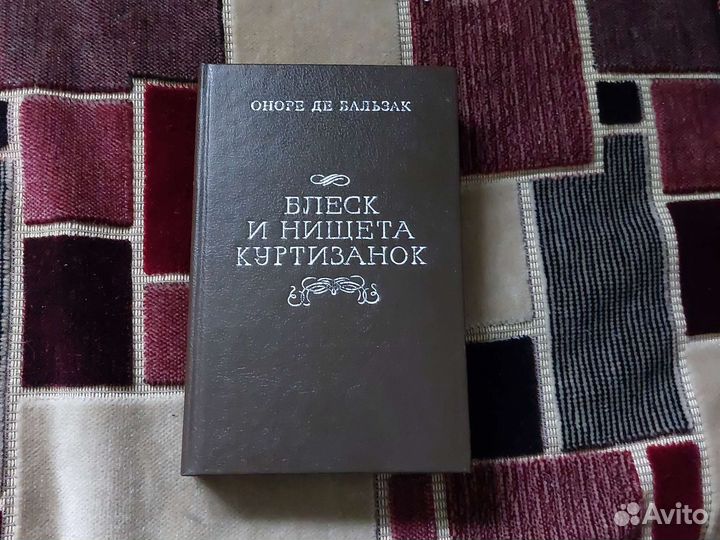 ОНОРЕ ДЕ БАЛЬЗАК
БЛЕСК
И НИЩЕТА
КУРТИЗАНОК
Avito